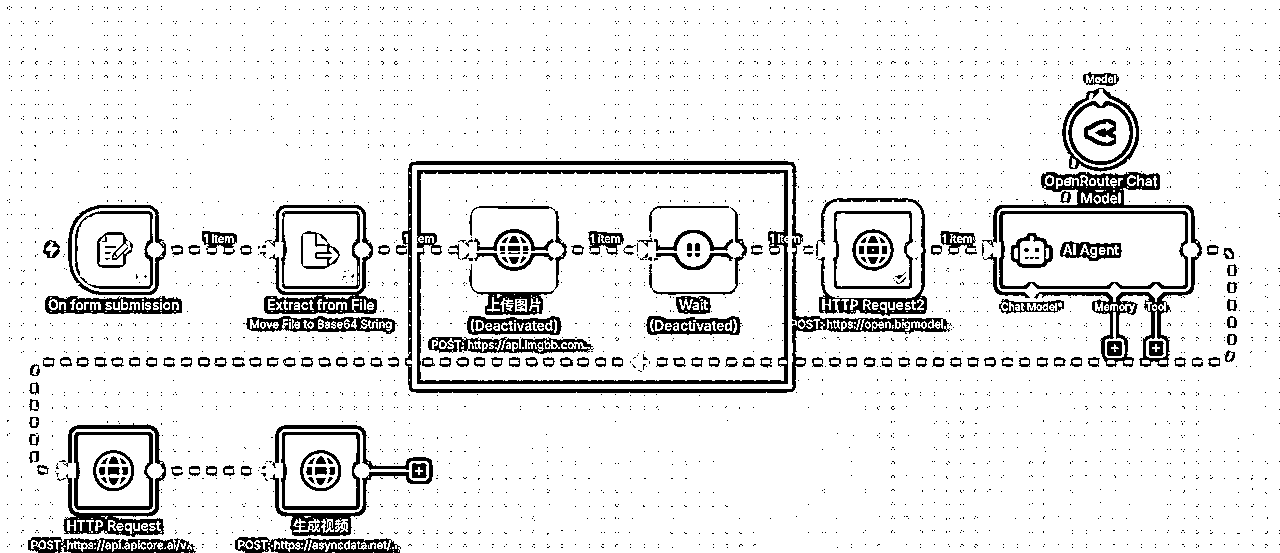 Model
OpenRouter Chat
Model
1 item
1 item
1 item
1 item
1 item
AI Agent
On form submission
Extract from File
Move File to Base64 String
上传图片
(Deactivated)
POST: https://api.imgbb.com...
Wait
(Deactivated)
HTTP Request2
POST: https://open.bigmodel...
Chat Model*
Memory
Tool
HTTP Request
POST: https://api.apicore.ai/v...
生成视频
POST: https://asyncdata.net/...